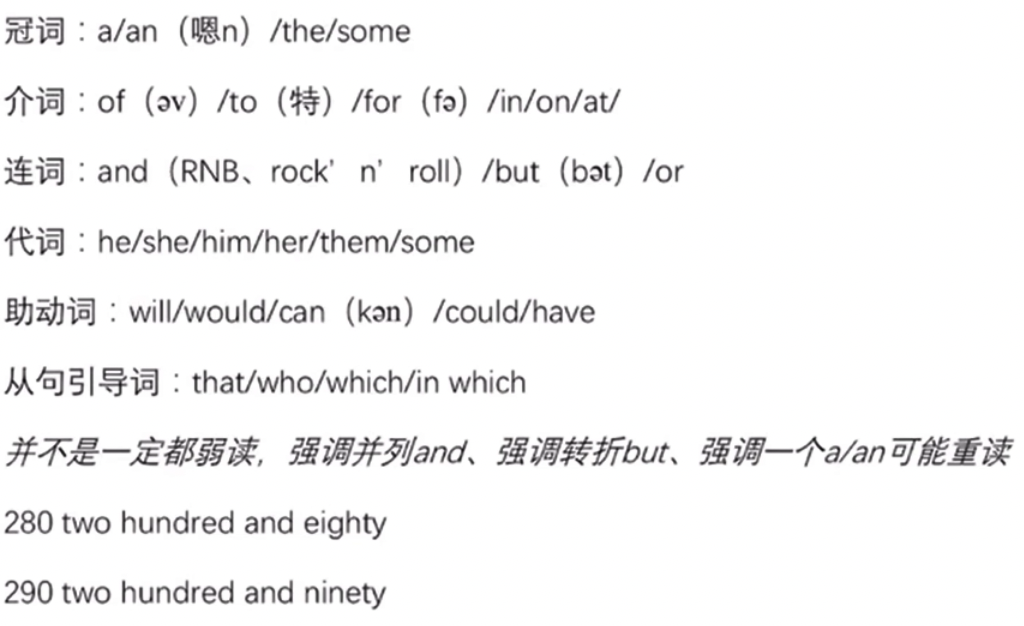 冠词：a/an（嗯n）/the/some
介词：of（əv）/to（特）/for（fə）/in/on/at/
连词：and（RNB、rock’n’roll）/but（bət）/or
代词：he/she/him/her/them/some
助动词：will/would/can（kən）/could/have
从句引导词：that/who/which/in which
并不是一定都弱读，强调并列and、强调转折but、强调一个a/an可能重读
280 two hundred and eighty
290 two hundred and ninety